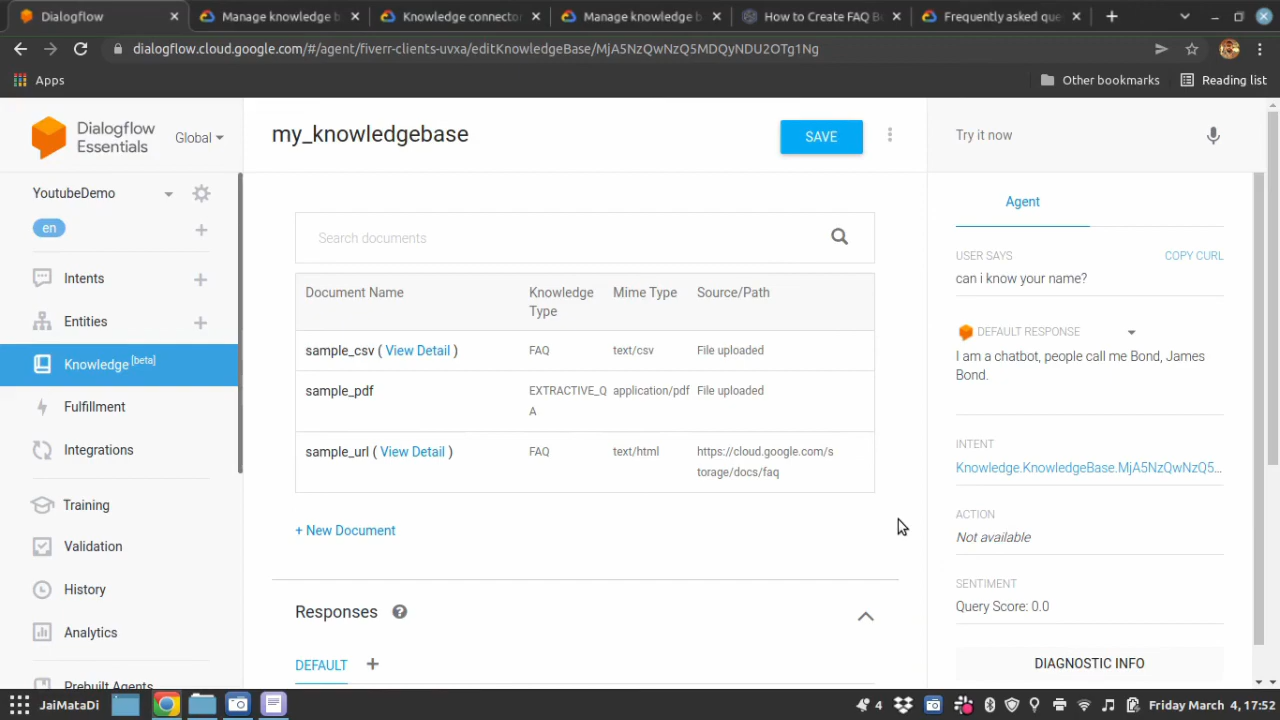 Dialogflow
Manage knowledge b
Knowledge connector
Manage knowledge b
How to Create FAQ B
Frequently asked que
dialogflow.cloud.google.com/#/agent/fiverr-clients-uvxa/editKnowledgeBase/MjA5NzQwNzQ5MDQyNDU2OTg1Ng
Apps
Other bookmarks
Reading list
Dialogflow
Essentials
Global
my_knowledgebase
SAVE
Try it now
YoutubeDemo
en
Intents
Entities
Knowledge [beta]
Fulfillment
Integrations
Training
Validation
History
Analytics
Prebuilt Agents
Search documents
Document Name Knowledge Type Mime Type Source/Path
sample_csv ( View Detail ) FAQ text/csv File uploaded
sample_pdf EXTRACTIVE_QA application/pdf File uploaded
sample_url ( View Detail ) FAQ text/html https://cloud.google.com/storage/docs/faq
+ New Document
Responses ?
DEFAULT
Agent
USER SAYS COPY CURL
can i know your name?
DEFAULT RESPONSE
I am a chatbot, people call me Bond, James
Bond.
INTENT
Knowledge.KnowledgeBase.MjA5NzQwNzQ5...
ACTION
Not available
SENTIMENT
Query Score: 0.0
DIAGNOSTIC INFO
JaiMataDi
4
Friday March 4, 17:52